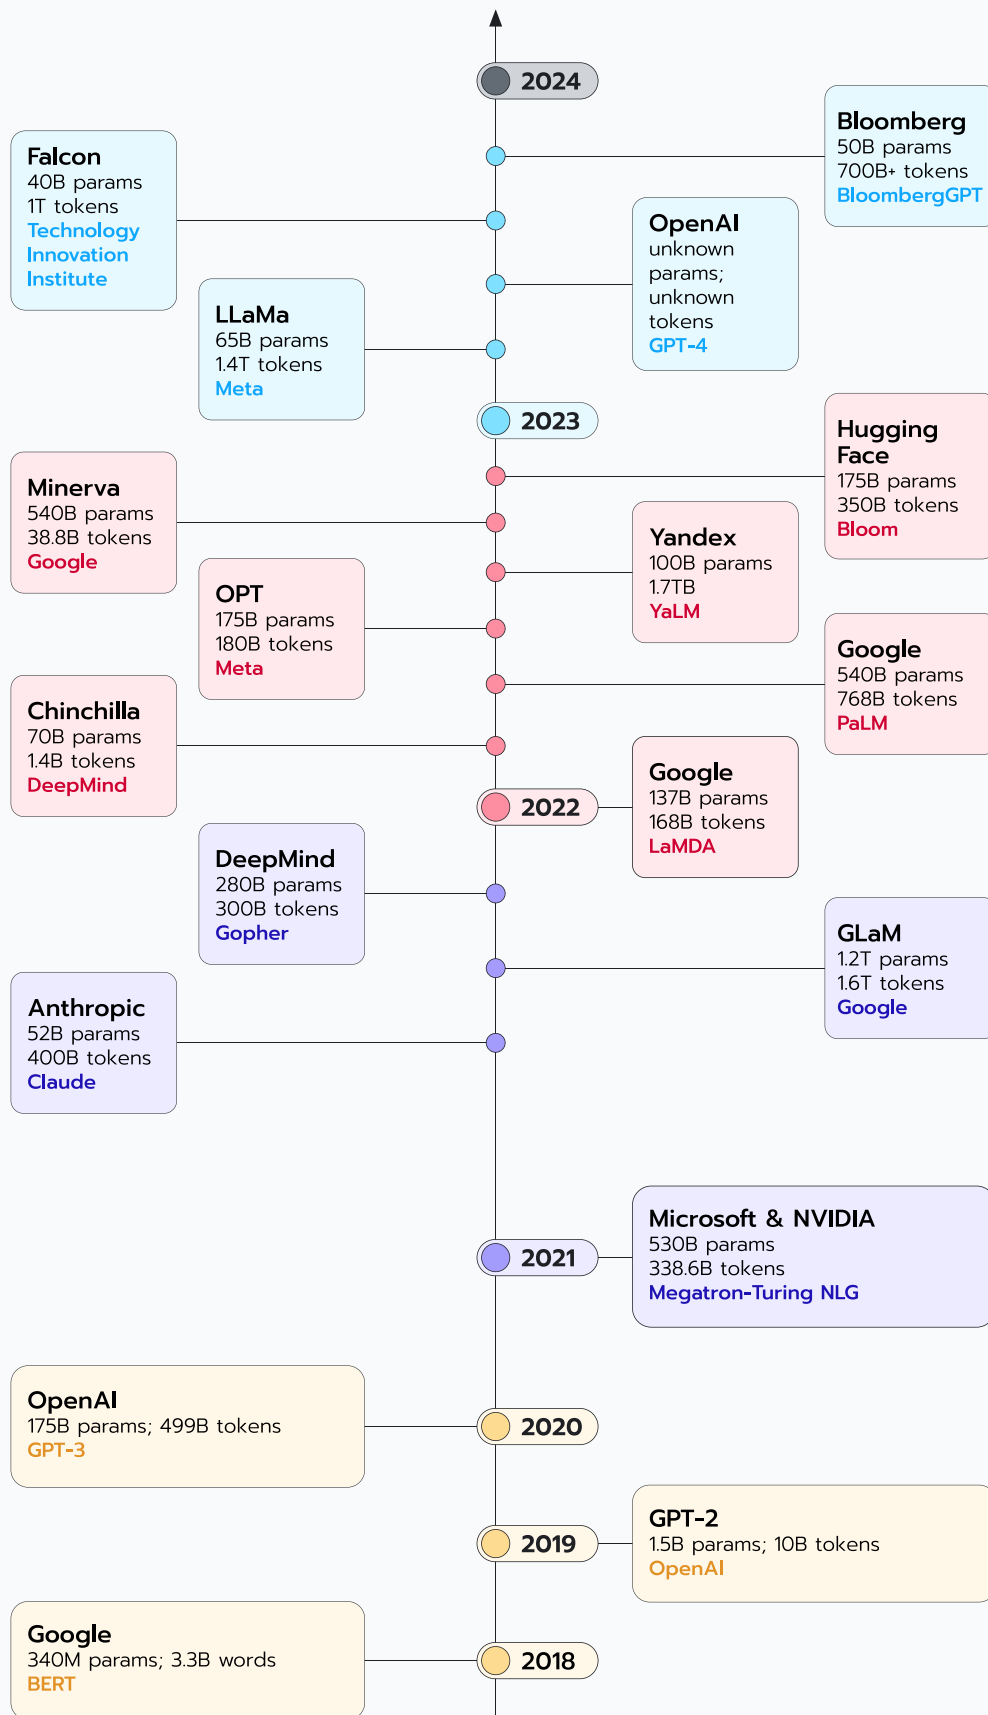 2024
Bloomberg
50B params
700B+ tokens
BloombergGPT
Falcon
40B params
1T tokens
Technology
Innovation
Institute
OpenAI
unknown
params;
unknown
tokens
GPT-4
LLaMa
65B params
1.4T tokens
Meta
2023
Hugging
Face
175B params
350B tokens
Bloom
Minerva
540B params
38.8B tokens
Google
Yandex
100B params
1.7TB
YaLM
OPT
175B params
180B tokens
Meta
Google
540B params
768B tokens
PaLM
Chinchilla
70B params
1.4B tokens
DeepMind
2022
Google
137B params
168B tokens
LaMDA
DeepMind
280B params
300B tokens
Gopher
GLaM
1.2T params
1.6T tokens
Google
Anthropic
52B params
400B tokens
Claude
2021
Microsoft & NVIDIA
530B params
338.6B tokens
Megatron-Turing NLG
OpenAI
175B params; 499B tokens
GPT-3
2020
2019
GPT-2
1.5B params; 10B tokens
OpenAI
Google
340M params; 3.3B words
BERT
2018